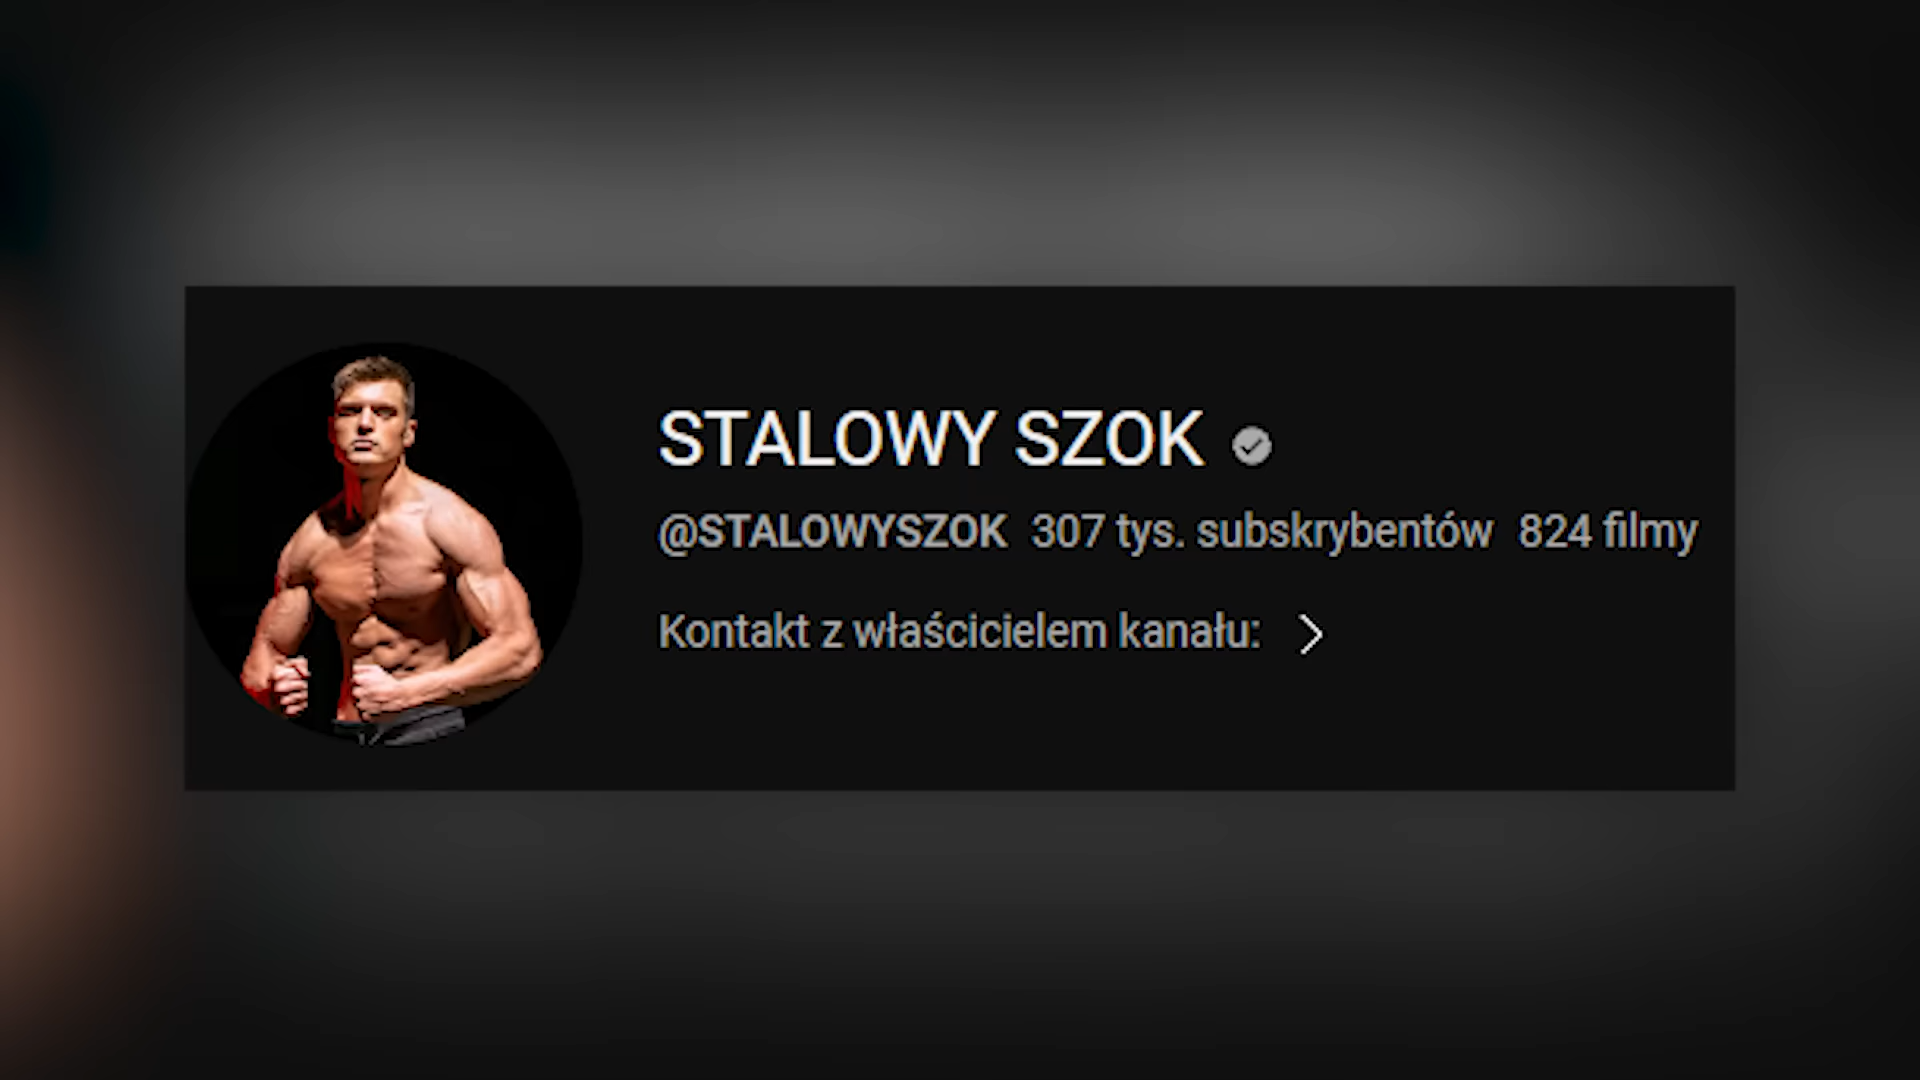 STALOWY SZOK
@STALOWYSZOK 307 tys. subskrybentów 824 filmy
Kontakt z właścicielem kanału: